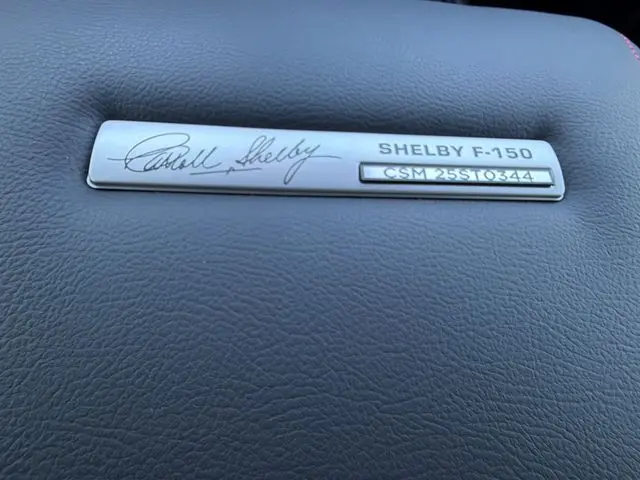 Carroll Shelby
SHELBY F-150
CSM 25ST0344